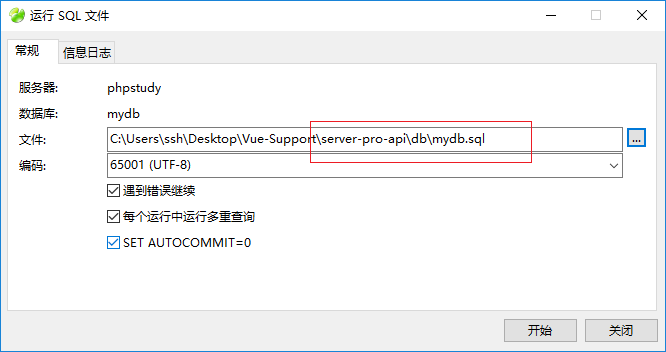 运行 SQL 文件
常规
信息日志
服务器: phpstudy
数据库: mydb
文件: C:\Users\ssh\Desktop\Vue-Support\server-pro-api\db\mydb.sql ...
编码: 65001 (UTF-8)
遇到错误继续
每个运行中运行多重查询
SET AUTOCOMMIT=0
开始
关闭